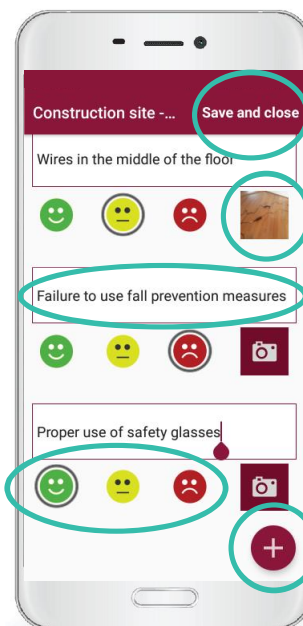 Construction site -... Save and close
Wires in the middle of the floor
Failure to use fall prevention measures
Proper use of safety glasses